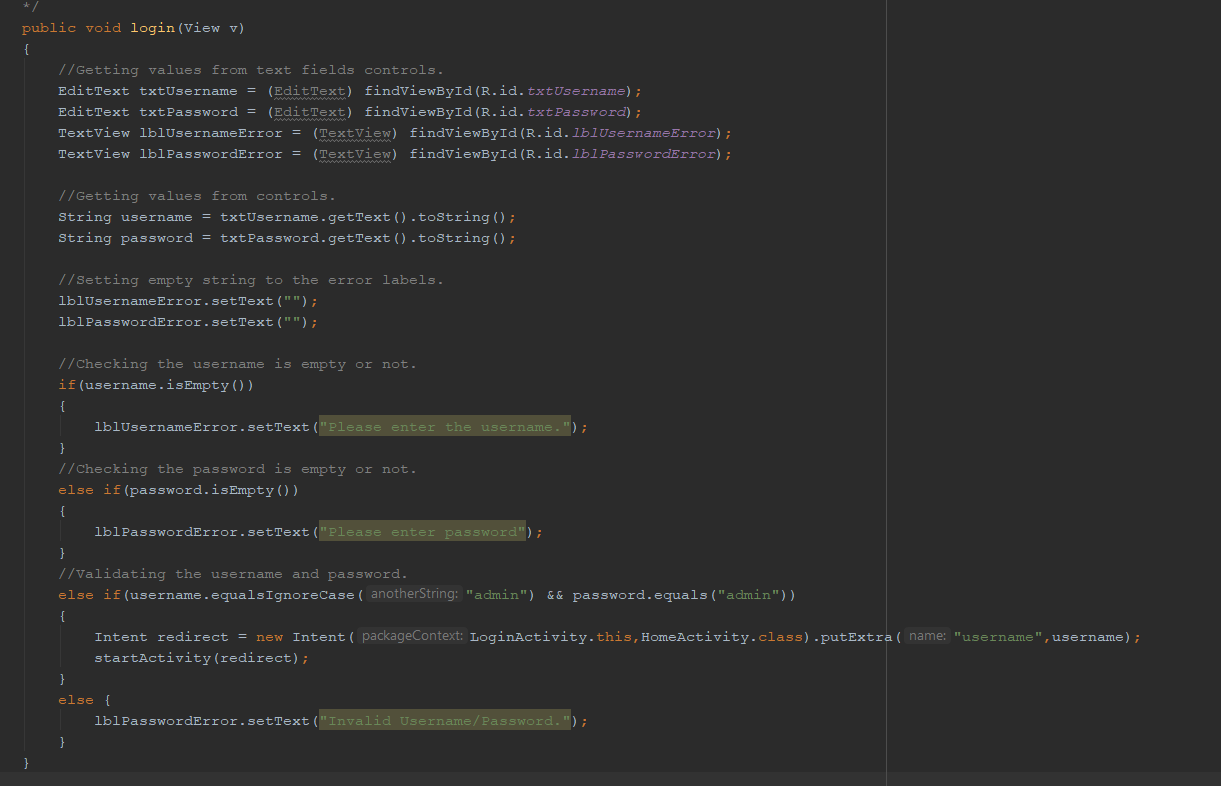 */
public void login(View v)
{
//Getting values from text fields controls.
EditText txtUsername = (EditText) findViewById(R.id.txtUsername);
EditText txtPassword = (EditText) findViewById(R.id.txtPassword);
TextView lblUsernameError = (TextView) findViewById(R.id.lblUsernameError);
TextView lblPasswordError = (TextView) findViewById(R.id.lblPasswordError);
//Getting values from controls.
String username = txtUsername.getText().toString();
String password = txtPassword.getText().toString();
//Setting empty string to the error labels.
lblUsernameError.setText("");
lblPasswordError.setText("");
//Checking the username is empty or not.
if(username.isEmpty())
{
lblUsernameError.setText("Please enter the username.");
}
//Checking the password is empty or not.
else if(password.isEmpty())
{
lblPasswordError.setText("Please enter password");
}
//Validating the username and password.
else if(username.equalsIgnoreCase( anotherString: "admin") && password.equals("admin"))
{
Intent redirect = new Intent( packageContext: LoginActivity.this,HomeActivity.class).putExtra( name: "username",username);
startActivity(redirect);
}
else {
lblPasswordError.setText("Invalid Username/Password.");
}
}